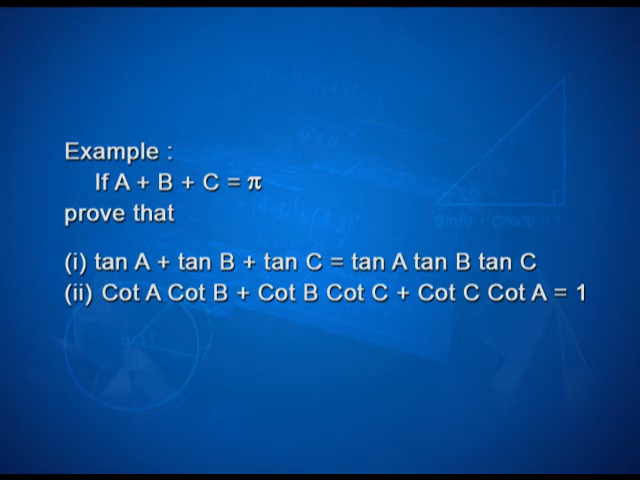 Example :
If A + B + C = π
prove that
(i) tan A + tan B + tan C = tan A tan B tan C
(ii) Cot A Cot B + Cot B Cot C + Cot C Cot A = 1